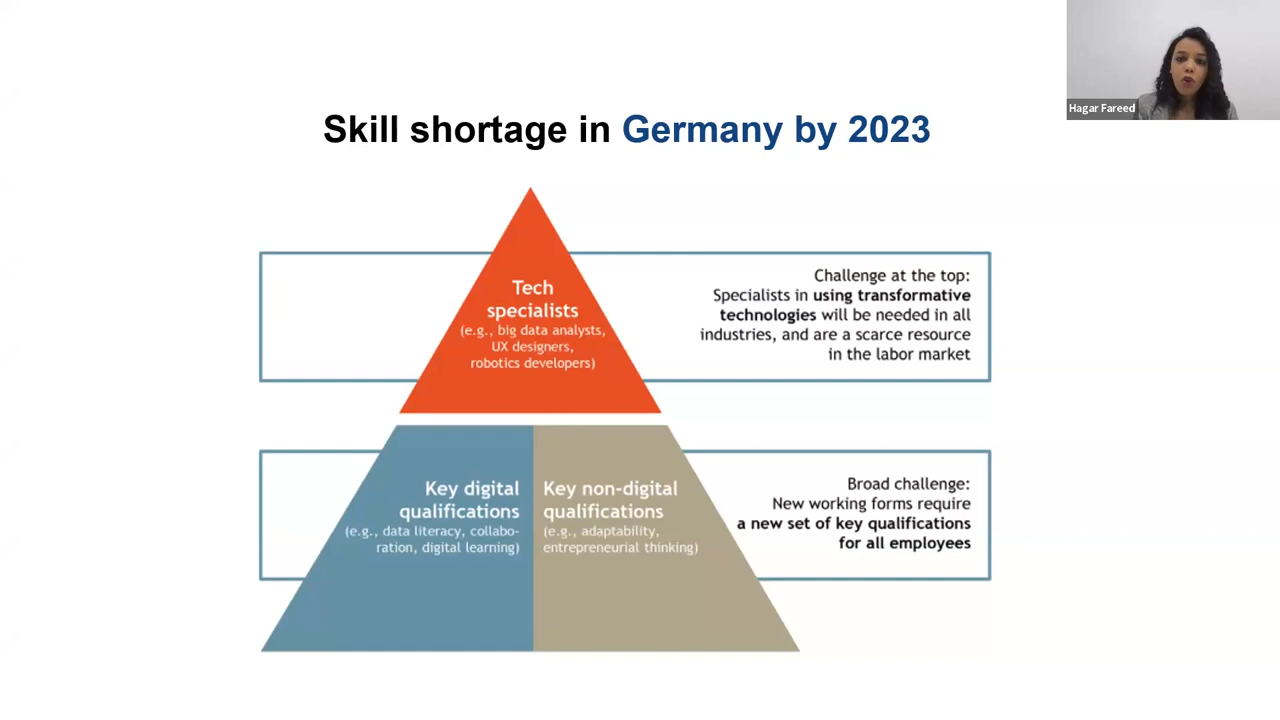 Hagar Fareed
Skill shortage in Germany by 2023
Tech
specialists
(e.g., big data analysts,
UX designers,
robotics developers)
Challenge at the top:
Specialists in using transformative
technologies will be needed in all
industries, and are a scarce resource
in the labor market
Key digital
qualifications
(e.g., data literacy, collabo-
ration, digital learning)
Key non-digital
qualifications
(e.g., adaptability,
entrepreneurial thinking)
Broad challenge:
New working forms require
a new set of key qualifications
for all employees